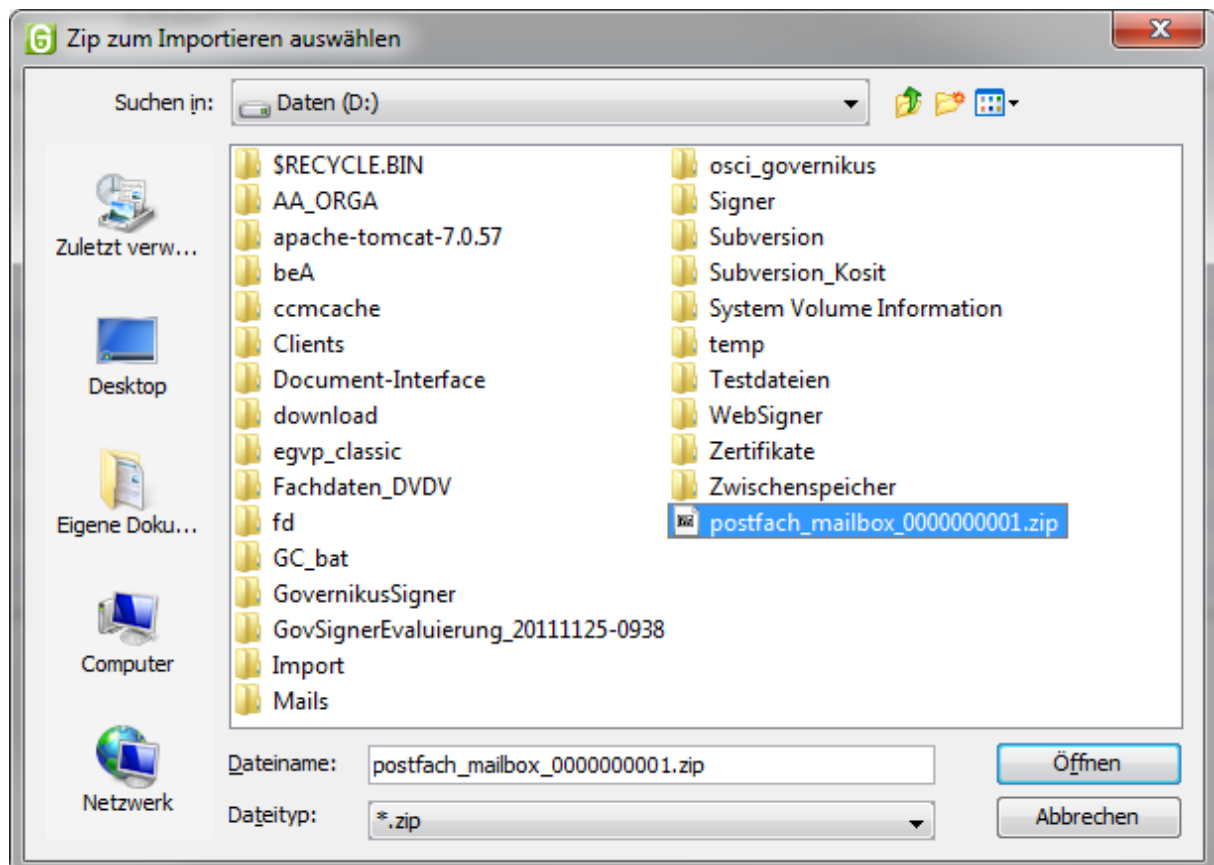 Zip zum Importieren auswählen
Suchen in:
Daten (D:)
Zuletzt verw...
Desktop
Eigene Doku...
Computer
Netzwerk
$RECYCLE.BIN
AA_ORGA
apache-tomcat-7.0.57
beA
ccmcache
Clients
Document-Interface
download
egvp_classic
Fachdaten_DVDV
fd
GC_bat
GovernikusSigner
GovSignerEvaluierung_20111125-0938
Import
Mails
osci_governikus
Signer
Subversion
Subversion_Kosit
System Volume Information
temp
Testdateien
WebSigner
Zertifikate
Zwischenspeicher
postfach_mailbox_0000000001.zip
Dateiname:
postfach_mailbox_0000000001.zip
Öffnen
Dateityp:
*.zip
Abbrechen